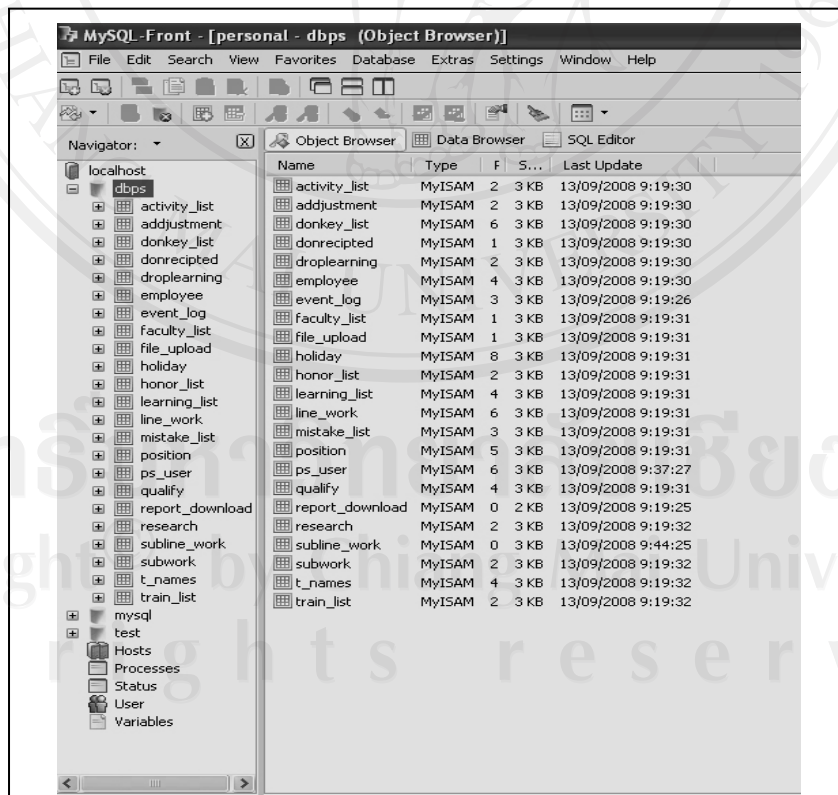 MySQL-Front - [personal - dbps (Object Browser)]
File Edit Search View Favorites Database Extras Settings Window Help
Navigator:
Object Browser Data Browser SQL Editor
localhost
dbps
activity_list
addjustment
donkey_list
donrecipted
droplearning
employee
event_log
faculty_list
file_upload
holiday
honor_list
learning_list
line_work
mistake_list
position
ps_user
qualify
report_download
research
subline_work
subwork
t_names
train_list
mysql
test
Hosts
Processes
Status
User
Variables
Name Type F S... Last Update
activity_list MyISAM 2 3 KB 13/09/2008 9:19:30
addjustment MyISAM 2 3 KB 13/09/2008 9:19:30
donkey_list MyISAM 6 3 KB 13/09/2008 9:19:30
donrecipted MyISAM 1 3 KB 13/09/2008 9:19:30
droplearning MyISAM 2 3 KB 13/09/2008 9:19:30
employee MyISAM 4 3 KB 13/09/2008 9:19:30
event_log MyISAM 3 3 KB 13/09/2008 9:19:26
faculty_list MyISAM 1 3 KB 13/09/2008 9:19:31
file_upload MyISAM 1 3 KB 13/09/2008 9:19:31
holiday MyISAM 8 3 KB 13/09/2008 9:19:31
honor_list MyISAM 2 3 KB 13/09/2008 9:19:31
learning_list MyISAM 4 3 KB 13/09/2008 9:19:31
line_work MyISAM 6 3 KB 13/09/2008 9:19:31
mistake_list MyISAM 3 3 KB 13/09/2008 9:19:31
position MyISAM 5 3 KB 13/09/2008 9:19:31
ps_user MyISAM 6 3 KB 13/09/2008 9:37:27
qualify MyISAM 4 3 KB 13/09/2008 9:19:31
report_download MyISAM 0 2 KB 13/09/2008 9:19:25
research MyISAM 2 3 KB 13/09/2008 9:19:32
subline_work MyISAM 0 3 KB 13/09/2008 9:44:25
subwork MyISAM 2 3 KB 13/09/2008 9:19:32
t_names MyISAM 4 3 KB 13/09/2008 9:19:32
train_list MyISAM 2 3 KB 13/09/2008 9:19:32
by Chiang Mai Univ
rights reserv